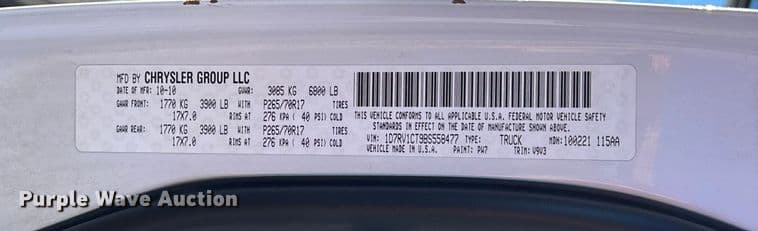 MFD BY CHRYSLER GROUP LLC
DATE OF MFR: 10-10 GVWR: 3085 KG 6800 LB
GAWR FRONT: 1770 KG 3900 LB WITH P265/70R17 TIRES
17X7.0 RIMS AT 276 KPA ( 40 PSI) COLD
GAWR REAR: 1770 KG 3900 LB WITH P265/70R17 TIRES
17X7.0 RIMS AT 276 KPA ( 40 PSI) COLD
THIS VEHICLE CONFORMS TO ALL APPLICABLE U.S.A. FEDERAL MOTOR VEHICLE SAFETY
STANDARDS IN EFFECT ON THE DATE OF MANUFACTURE SHOWN ABOVE.
VIN: 1D7RV1CT9BS558477 TYPE: TRUCK MDH: 100221 115AA
VEHICLE MADE IN U.S.A. PAINT: PW7 TRIM: V9V3
Purple Wave Auction